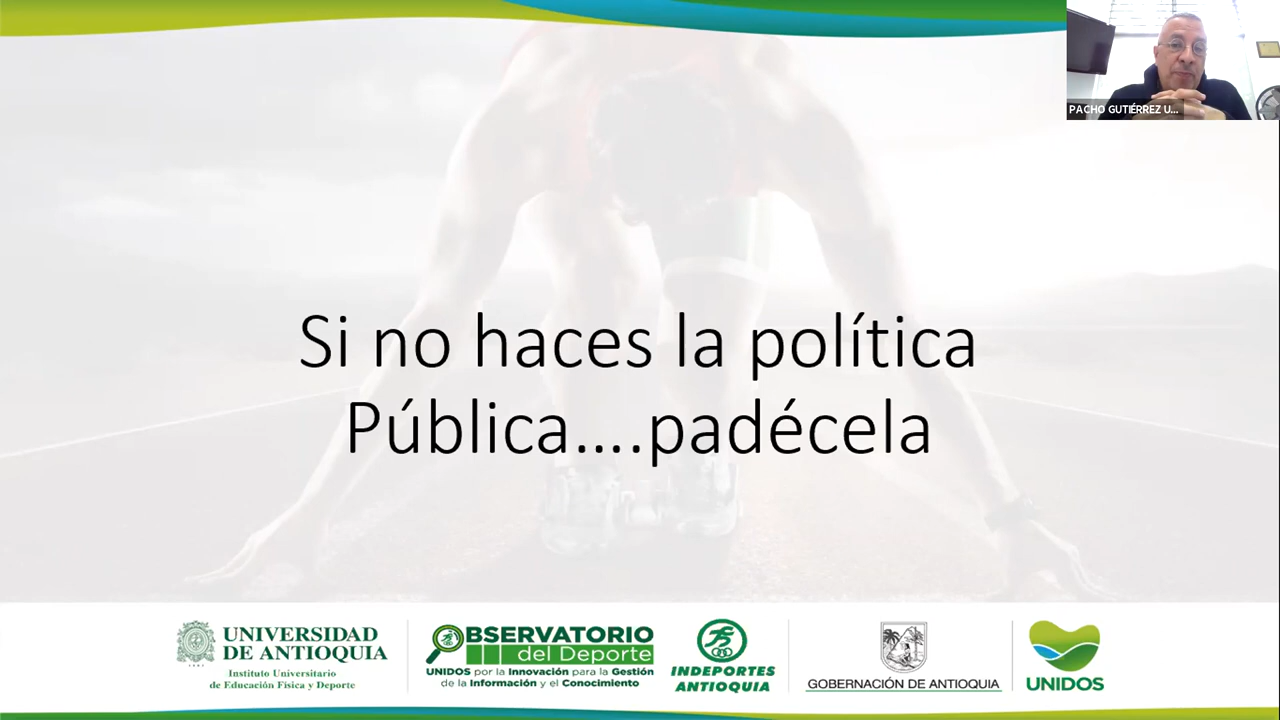 PACHO GUTIÉRREZ U...
Si no haces la política
Pública....padécela
UNIVERSIDAD
DE ANTIOQUIA
Instituto Universitario
de Educación Física y Deporte
OBSERVATORIO
del Deporte
UNIDOS por la Innovación para la Gestión
de la Información y el Conocimiento
INDEPORTES
ANTIOQUIA
GOBERNACIÓN DE ANTIOQUIA
UNIDOS